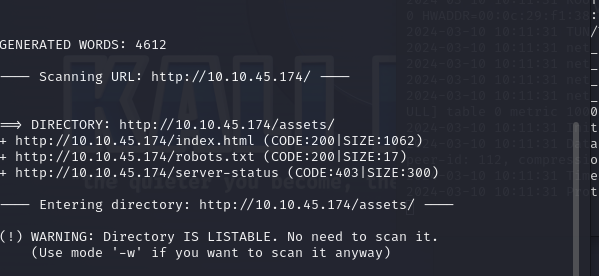 GENERATED WORDS: 4612
---- Scanning URL: http://10.10.45.174/ ----
==> DIRECTORY: http://10.10.45.174/assets/
+ http://10.10.45.174/index.html (CODE:200|SIZE:1062)
+ http://10.10.45.174/robots.txt (CODE:200|SIZE:17)
+ http://10.10.45.174/server-status (CODE:403|SIZE:300)
---- Entering directory: http://10.10.45.174/assets/ ----
(!) WARNING: Directory IS LISTABLE. No need to scan it.
(Use mode '-w' if you want to scan it anyway)